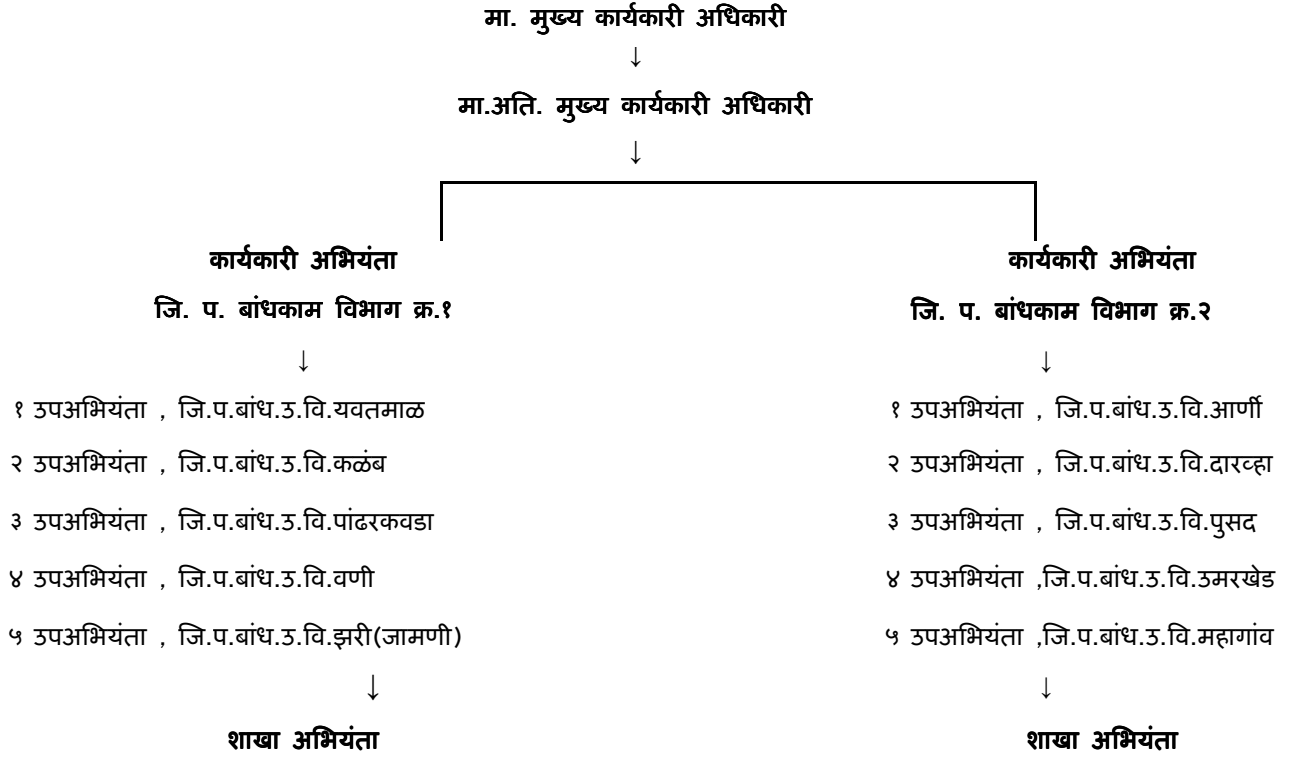 मा. मुख्य कार्यकारी अधिकारी
↓
मा.अति. मुख्य कार्यकारी अधिकारी
↓
कार्यकारी अभियंता
जि. प. बांधकाम विभाग क्र.१
↓
१ उपअभियंता , जि.प.बांध.उ.वि.यवतमाळ
२ उपअभियंता , जि.प.बांध.उ.वि.कळंब
३ उपअभियंता , जि.प.बांध.उ.वि.पांढरकवडा
४ उपअभियंता , जि.प.बांध.उ.वि.वणी
५ उपअभियंता , जि.प.बांध.उ.वि.झरी(जामणी)
↓
शाखा अभियंता
कार्यकारी अभियंता
जि. प. बांधकाम विभाग क्र.२
↓
१ उपअभियंता , जि.प.बांध.उ.वि.आर्णी
२ उपअभियंता , जि.प.बांध.उ.वि.दारव्हा
३ उपअभियंता , जि.प.बांध.उ.वि.पुसद
४ उपअभियंता ,जि.प.बांध.उ.वि.उमरखेड
५ उपअभियंता ,जि.प.बांध.उ.वि.महागांव
↓
शाखा अभियंता